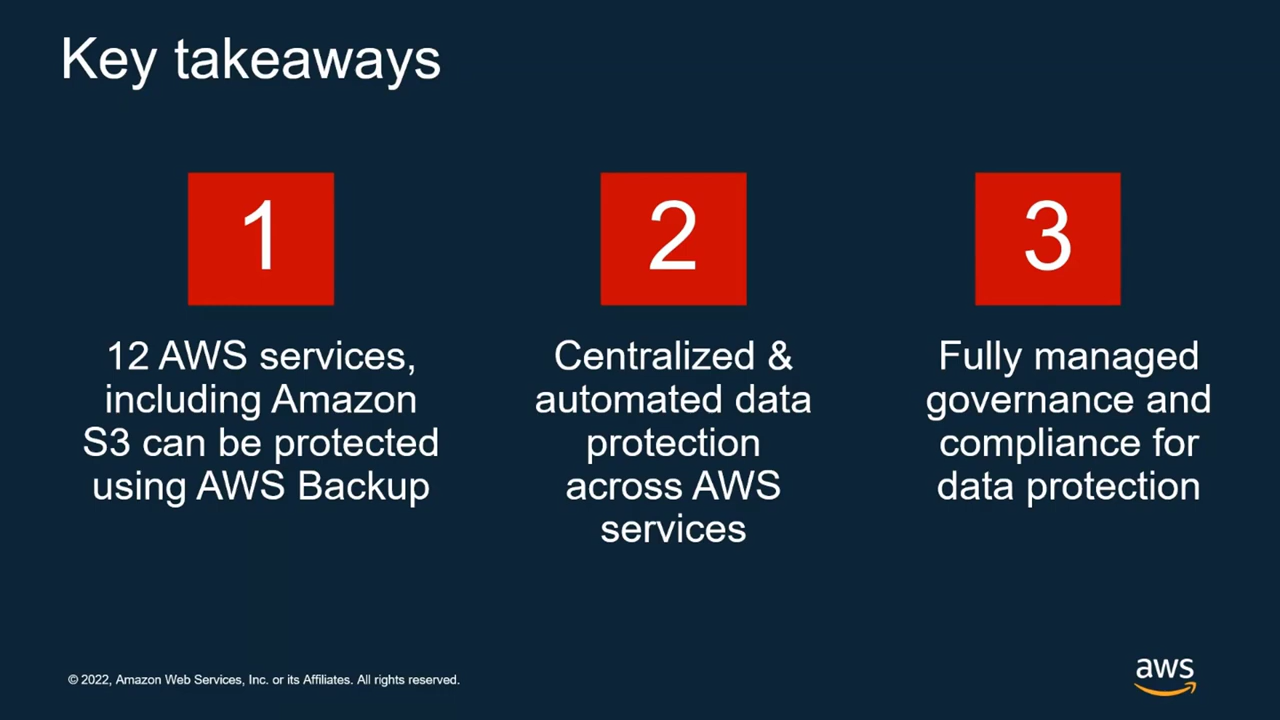 Key takeaways
1
12 AWS services,
including Amazon
S3 can be protected
using AWS Backup
2
Centralized &
automated data
protection
across AWS
services
3
Fully managed
governance and
compliance for
data protection
© 2022, Amazon Web Services, Inc. or its Affiliates. All rights reserved.
aws